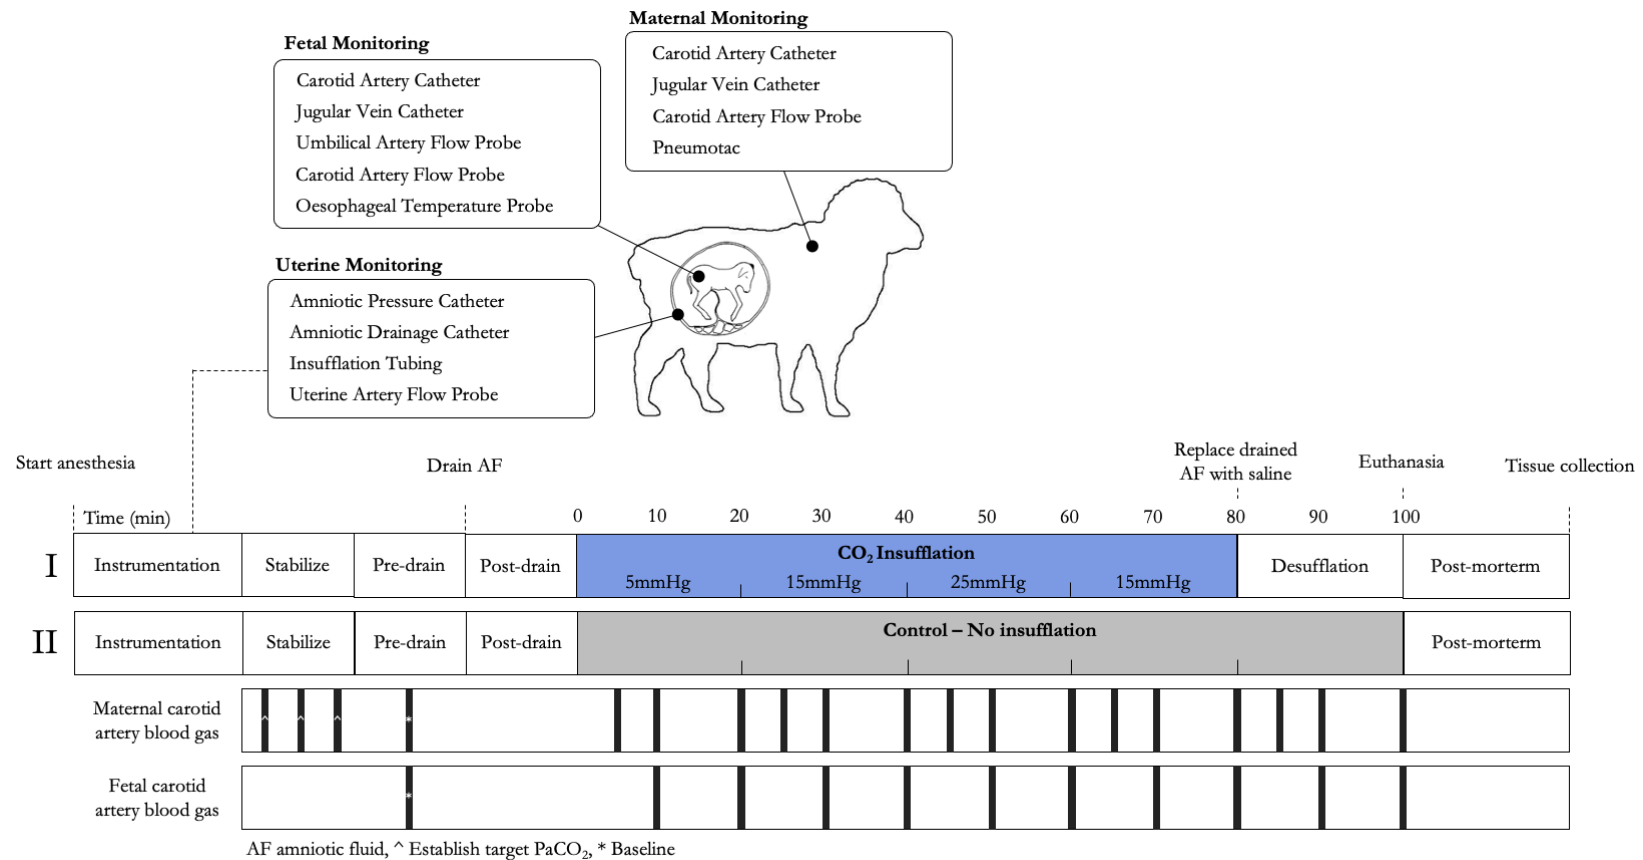 Maternal Monitoring
Carotid Artery Catheter
Jugular Vein Catheter
Carotid Artery Flow Probe
Pneumotac
Fetal Monitoring
Carotid Artery Catheter
Jugular Vein Catheter
Umbilical Artery Flow Probe
Carotid Artery Flow Probe
Oesophageal Temperature Probe
Uterine Monitoring
Amniotic Pressure Catheter
Amniotic Drainage Catheter
Insufflation Tubing
Uterine Artery Flow Probe
Start anesthesia
Drain AF
Replace drained
AF with saline
Euthanasia
Tissue collection
Time (min) 0 10 20 30 40 50 60 70 80 90 100
I Instrumentation Stabilize Pre-drain Post-drain CO₂ Insufflation Desufflation Post-morterm
5mmHg 15mmHg 25mmHg 15mmHg
II Instrumentation Stabilize Pre-drain Post-drain Control – No insufflation Post-morterm
Maternal carotid
artery blood gas
^ ^ ^ *
Fetal carotid
artery blood gas
*
AF amniotic fluid, ^ Establish target PaCO₂, * Baseline